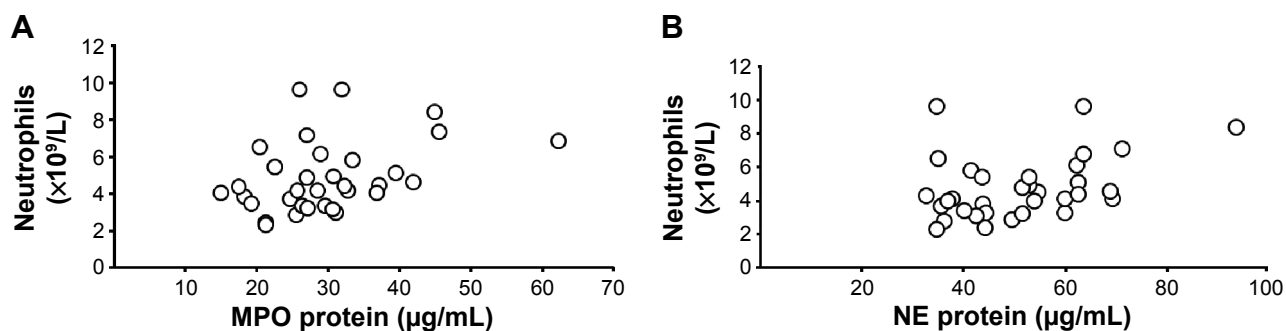 A
Neutrophils
(×10⁹/L)
12
10
8
6
4
2
0
10 20 30 40 50 60 70
MPO protein (µg/mL)
B
Neutrophils
(×10⁹/L)
12
10
8
6
4
2
0
20 40 60 80 100
NE protein (µg/mL)